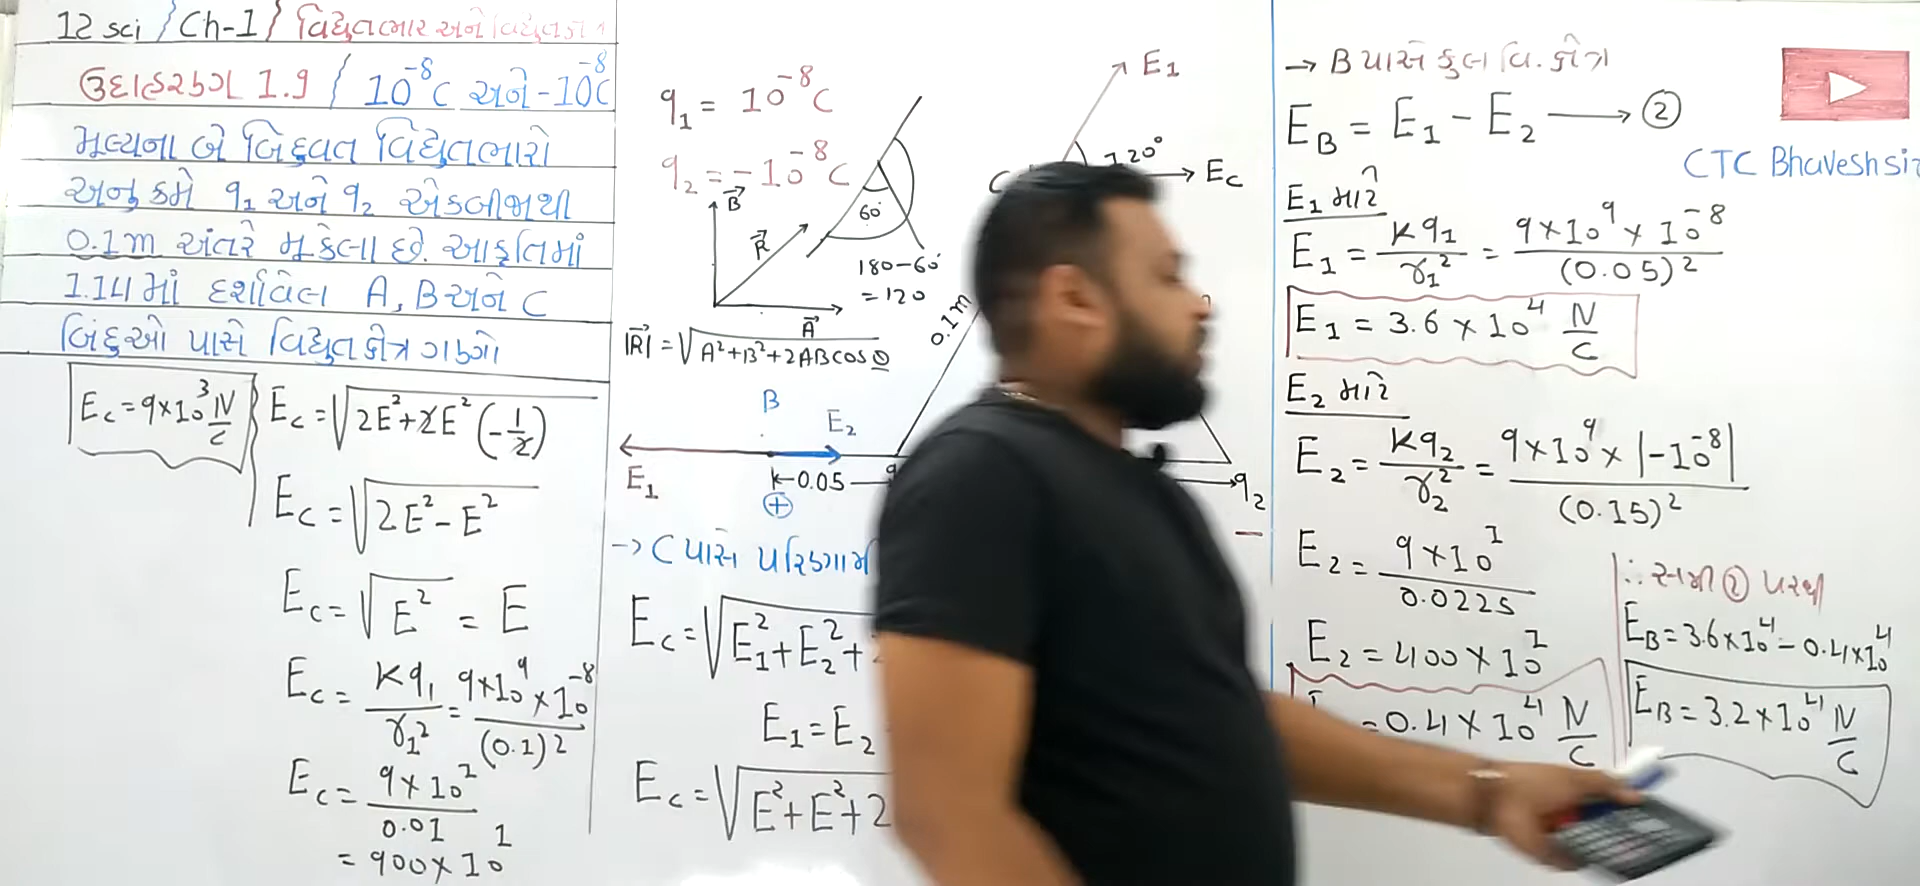 12 sci / Ch-1 / વિદ્યુતભાર અને
ઉદાહરણ 1.9 / 10⁻⁸C અને -10⁻⁸C
મૂલ્યના બે બિંદુવત વિદ્યુતભારો
અનુક્રમે q₁ અને q₂ એકબીજાથી
0.1m અંતરે મૂકેલા છે. આકૃતિમાં
1.14માં દર્શાવેલ A, B અને C
બિંદુઓ પાસે વિદ્યુતક્ષેત્ર ગણો
E_C = 9×10³ N/C
E_C = √(2E²+2E²(-1/2))
E_C = √(2E² - E²)
E_C = √(E²) = E
E_C = Kq₁/r₁² = 9×10⁹×10⁻⁸/(0.1)²
E_C = 9×10²/0.01... 
= 900×10¹
q₁ = 10⁻⁸C
q₂ = -10⁻⁸C
B⃗
R⃗
A⃗
60°
180-60°
=120
|R⃗| = √(A²+B²+2ABcosθ)
E₁
120°
E_C
C
0.1m
B
E₂
E₁
0.05
⊕
q₂
−
→ C પાસે
E_C = √(E₁²+E₂²+
E₁=E₂
E_C = √(E²+E²+2
→ B પાસે કુલ વિ. ક્ષેત્ર
E_B = E₁ - E₂ → ②
CTC Bhavesh
E₁ માટે
E₁ = Kq₁/r₁² = 9×10⁹×10⁻⁸/(0.05)²
E₁ = 3.6×10⁴ N/C
E₂ માટે
E₂ = Kq₂/r₂² = 9×10⁹×|-10⁻⁸|/(0.15)²
E₂ = 9×10¹/0.0225
E₂ = 400×10¹
=0.4×10⁴ N/C
∴ સમી ② પરથી
E_B = 3.6×10⁴ - 0.4×10⁴
E_B = 3.2×10⁴ N/C